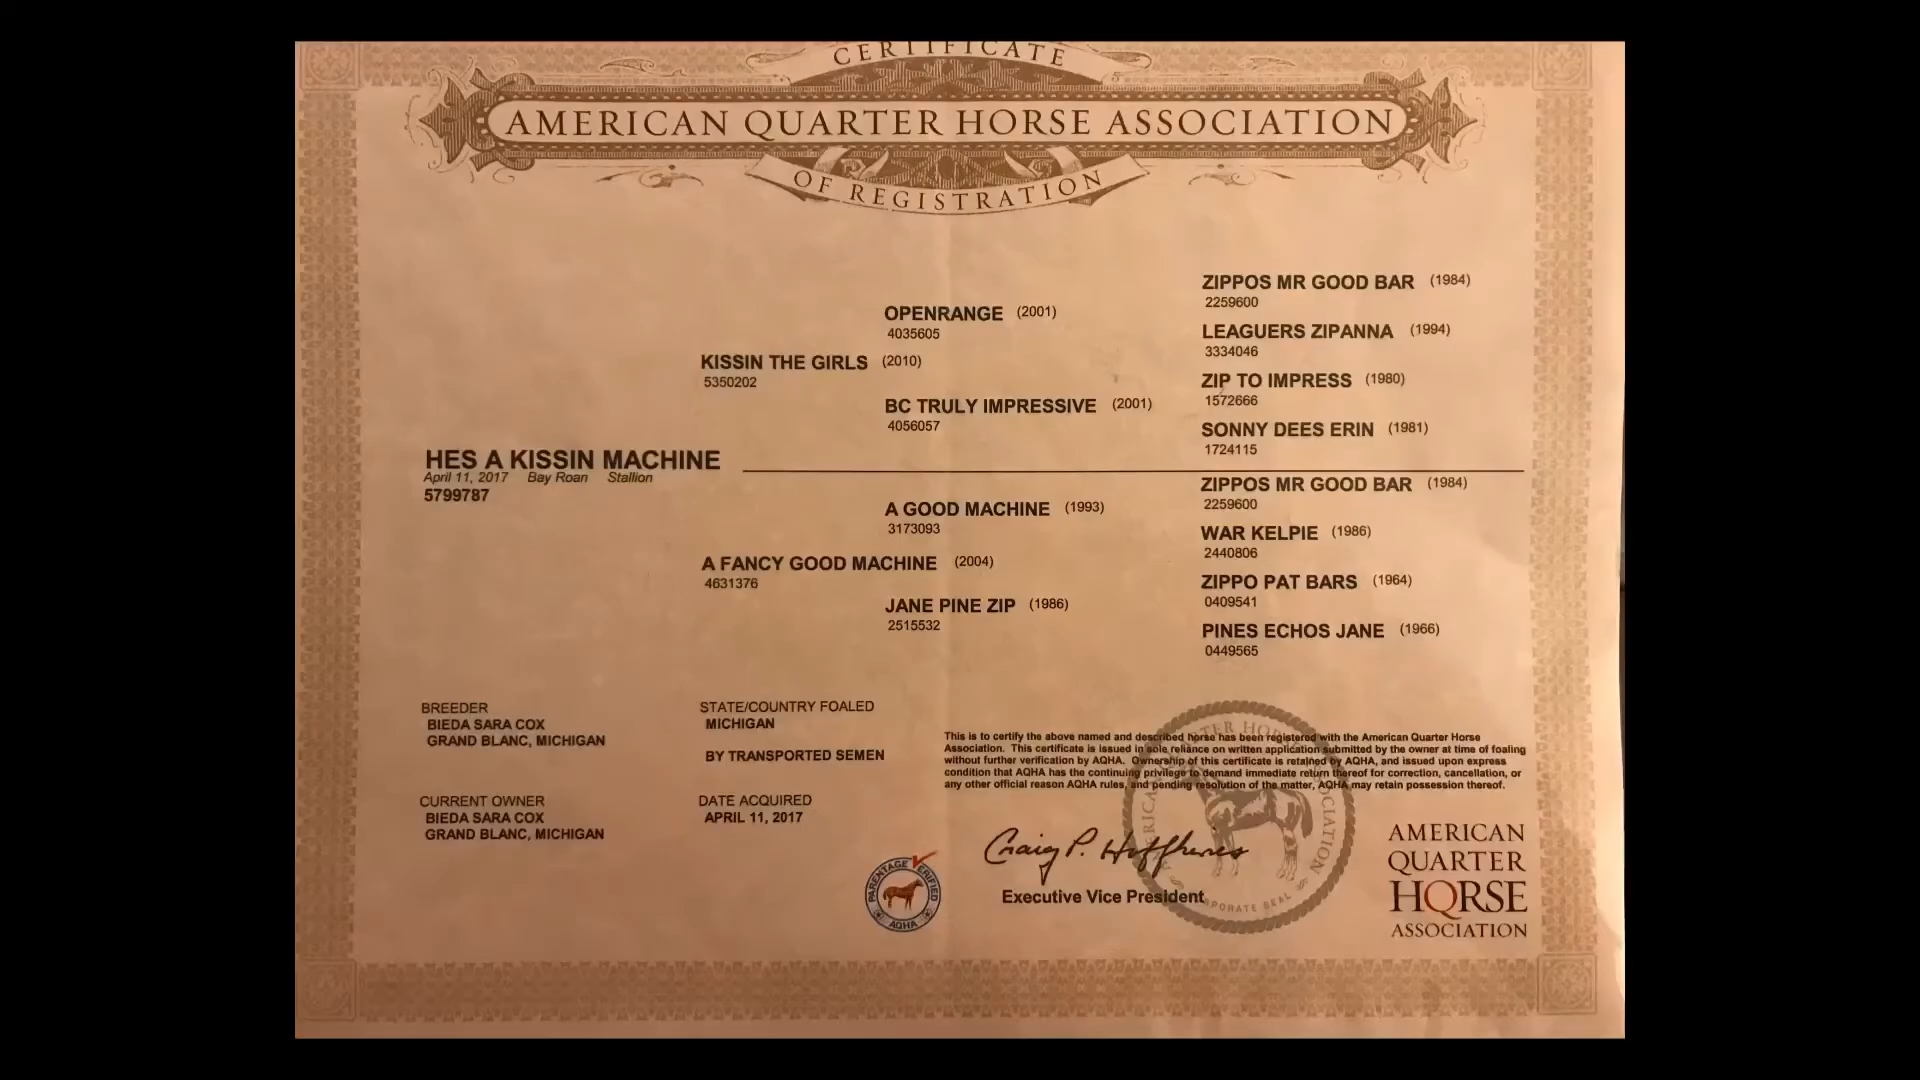 CERTIFICATE
AMERICAN QUARTER HORSE ASSOCIATION
OF REGISTRATION
ZIPPOS MR GOOD BAR (1984)
2259600
OPENRANGE (2001)
4035605
LEAGUERS ZIPANNA (1994)
3334046
KISSIN THE GIRLS (2010)
5350202
ZIP TO IMPRESS (1980)
1572666
BC TRULY IMPRESSIVE (2001)
4056057
SONNY DEES ERIN (1981)
1724115
HES A KISSIN MACHINE
April 11, 2017 Bay Roan Stallion
5799787
ZIPPOS MR GOOD BAR (1984)
2259600
A GOOD MACHINE (1993)
3173093
WAR KELPIE (1986)
2440806
A FANCY GOOD MACHINE (2004)
4631376
ZIPPO PAT BARS (1964)
0409541
JANE PINE ZIP (1986)
2515532
PINES ECHOS JANE (1966)
0449565
BREEDER
BIEDA SARA COX
GRAND BLANC, MICHIGAN
STATE/COUNTRY FOALED
MICHIGAN
BY TRANSPORTED SEMEN
CURRENT OWNER
BIEDA SARA COX
GRAND BLANC, MICHIGAN
DATE ACQUIRED
APRIL 11, 2017
This is to certify the above named and described horse has been registered with the American Quarter Horse
Association. This certificate is issued in sole reliance on written application submitted by the owner at time of foaling
without further verification by AQHA. Ownership of this certificate is retained by AQHA, and issued upon express
condition that AQHA has the continuing privilege to demand immediate return thereof for correction, cancellation, or
any other official reason AQHA rules, and pending resolution of the matter, AQHA may retain possession thereof.
Craig P. Huffhines
Executive Vice President
PARENTAGE VERIFIED
AQHA
AMERICAN
QUARTER
HORSE
ASSOCIATION